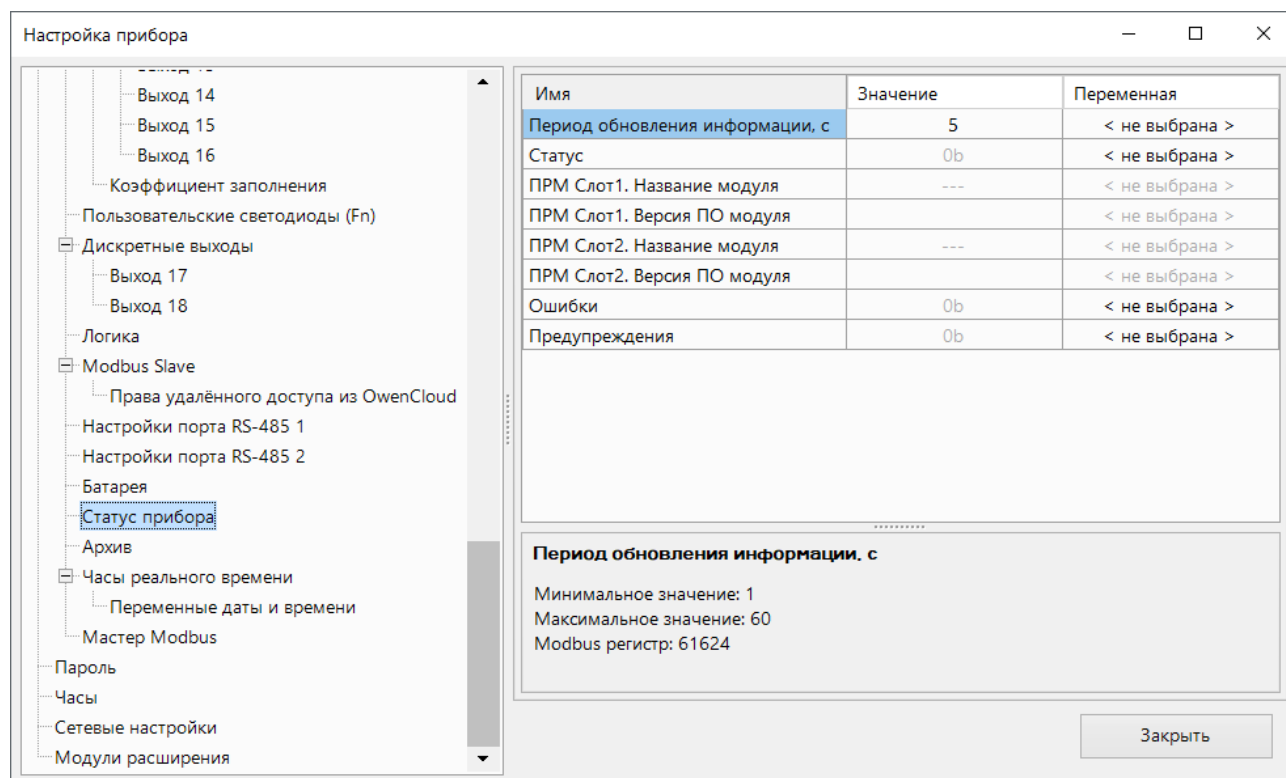 Настройка прибора
Выход 14
Выход 15
Выход 16
Коэффициент заполнения
Пользовательские светодиоды (Fn)
Дискретные выходы
Выход 17
Выход 18
Логика
Modbus Slave
Права удалённого доступа из OwenCloud
Настройки порта RS-485 1
Настройки порта RS-485 2
Батарея
Статус прибора
Архив
Часы реального времени
Переменные даты и времени
Мастер Modbus
Пароль
Часы
Сетевые настройки
Модули расширения
Имя Значение Переменная
Период обновления информации, с 5 < не выбрана >
Статус 0b < не выбрана >
ПРМ Слот1. Название модуля --- < не выбрана >
ПРМ Слот1. Версия ПО модуля < не выбрана >
ПРМ Слот2. Название модуля --- < не выбрана >
ПРМ Слот2. Версия ПО модуля < не выбрана >
Ошибки 0b < не выбрана >
Предупреждения 0b < не выбрана >
Период обновления информации, с
Минимальное значение: 1
Максимальное значение: 60
Modbus регистр: 61624
Закрыть